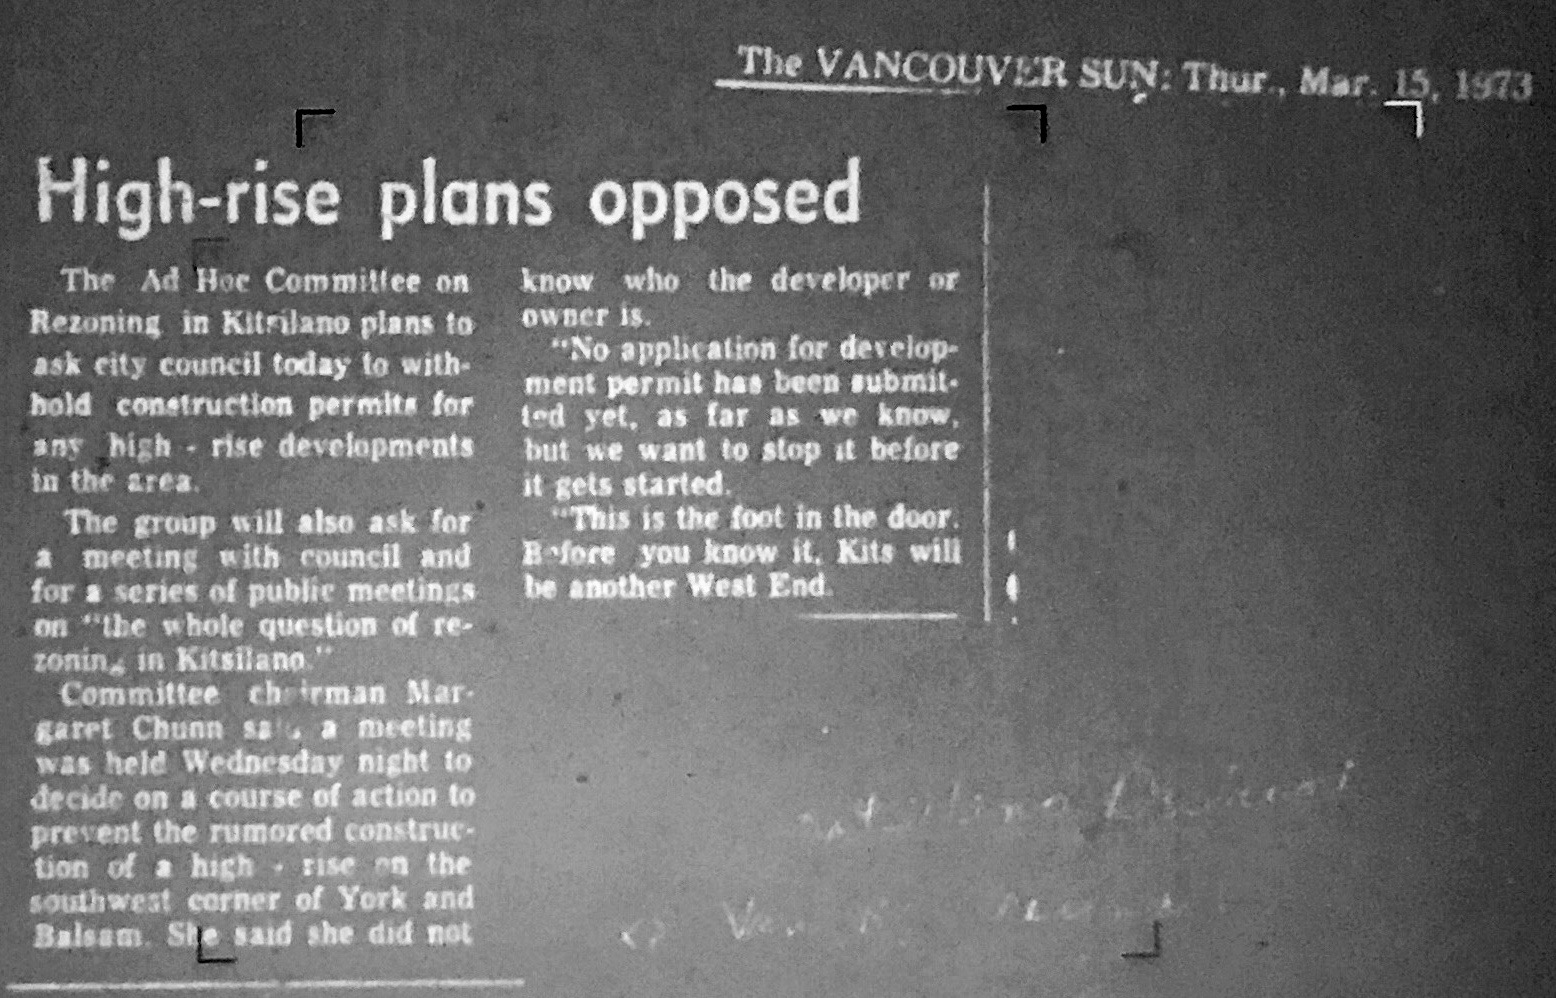 The VANCOUVER SUN: Thur., Mar. 15, 1973
High-rise plans opposed
The Ad Hoc Committee on
Rezoning in Kitsilano plans to
ask city council today to with-
hold construction permits for
any high - rise developments
in the area.
The group will also ask for
a meeting with council and
for a series of public meetings
on "the whole question of re-
zoning in Kitsilano."
Committee chairman Mar-
garet Chunn said a meeting
was held Wednesday night to
decide on a course of action to
prevent the rumored construc-
tion of a high - rise on the
southwest corner of York and
Balsam. She said she did not
know who the developer or
owner is.
"No application for develop-
ment permit has been submit-
ted yet, as far as we know,
but we want to stop it before
it gets started.
"This is the foot in the door.
Before you know it, Kits will
be another West End.